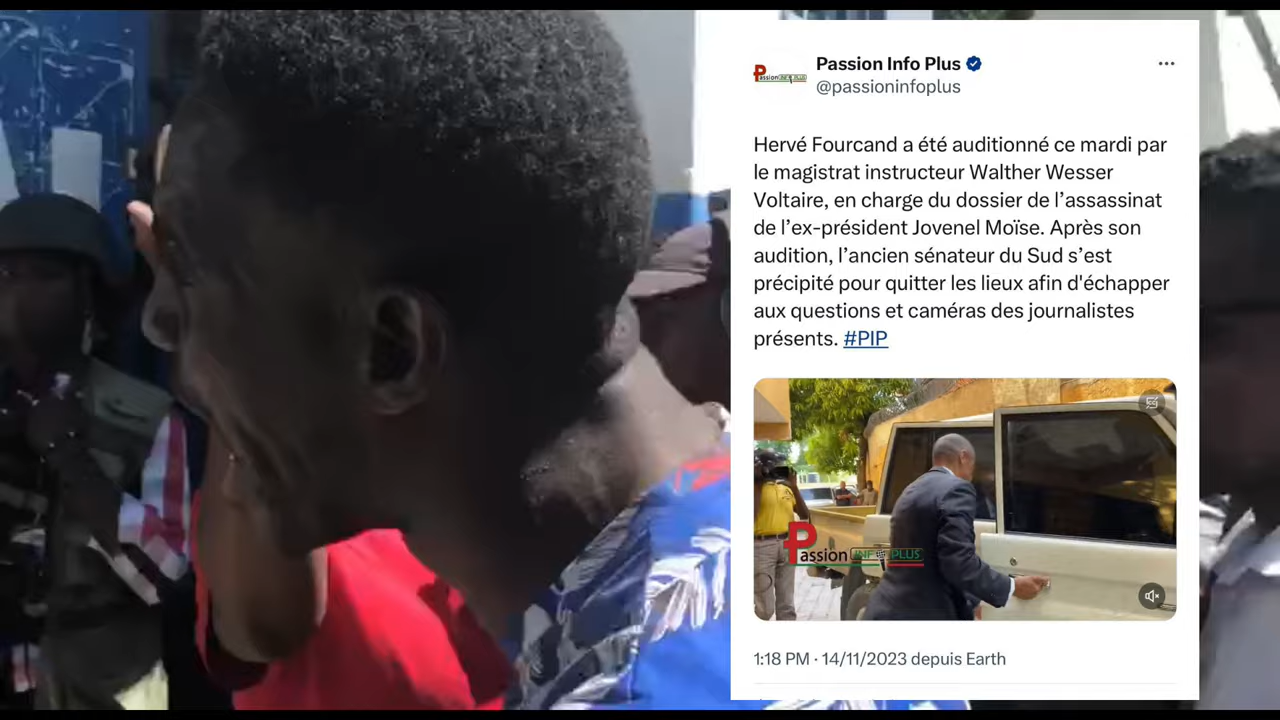 Passion Info Plus
@passioninfoplus
Hervé Fourcand a été auditionné ce mardi par
le magistrat instructeur Walther Wesser
Voltaire, en charge du dossier de l’assassinat
de l’ex-président Jovenel Moïse. Après son
audition, l’ancien sénateur du Sud s’est
précipité pour quitter les lieux afin d'échapper
aux questions et caméras des journalistes
présents. #PIP
Passion INFO PLUS
1:18 PM · 14/11/2023 depuis Earth